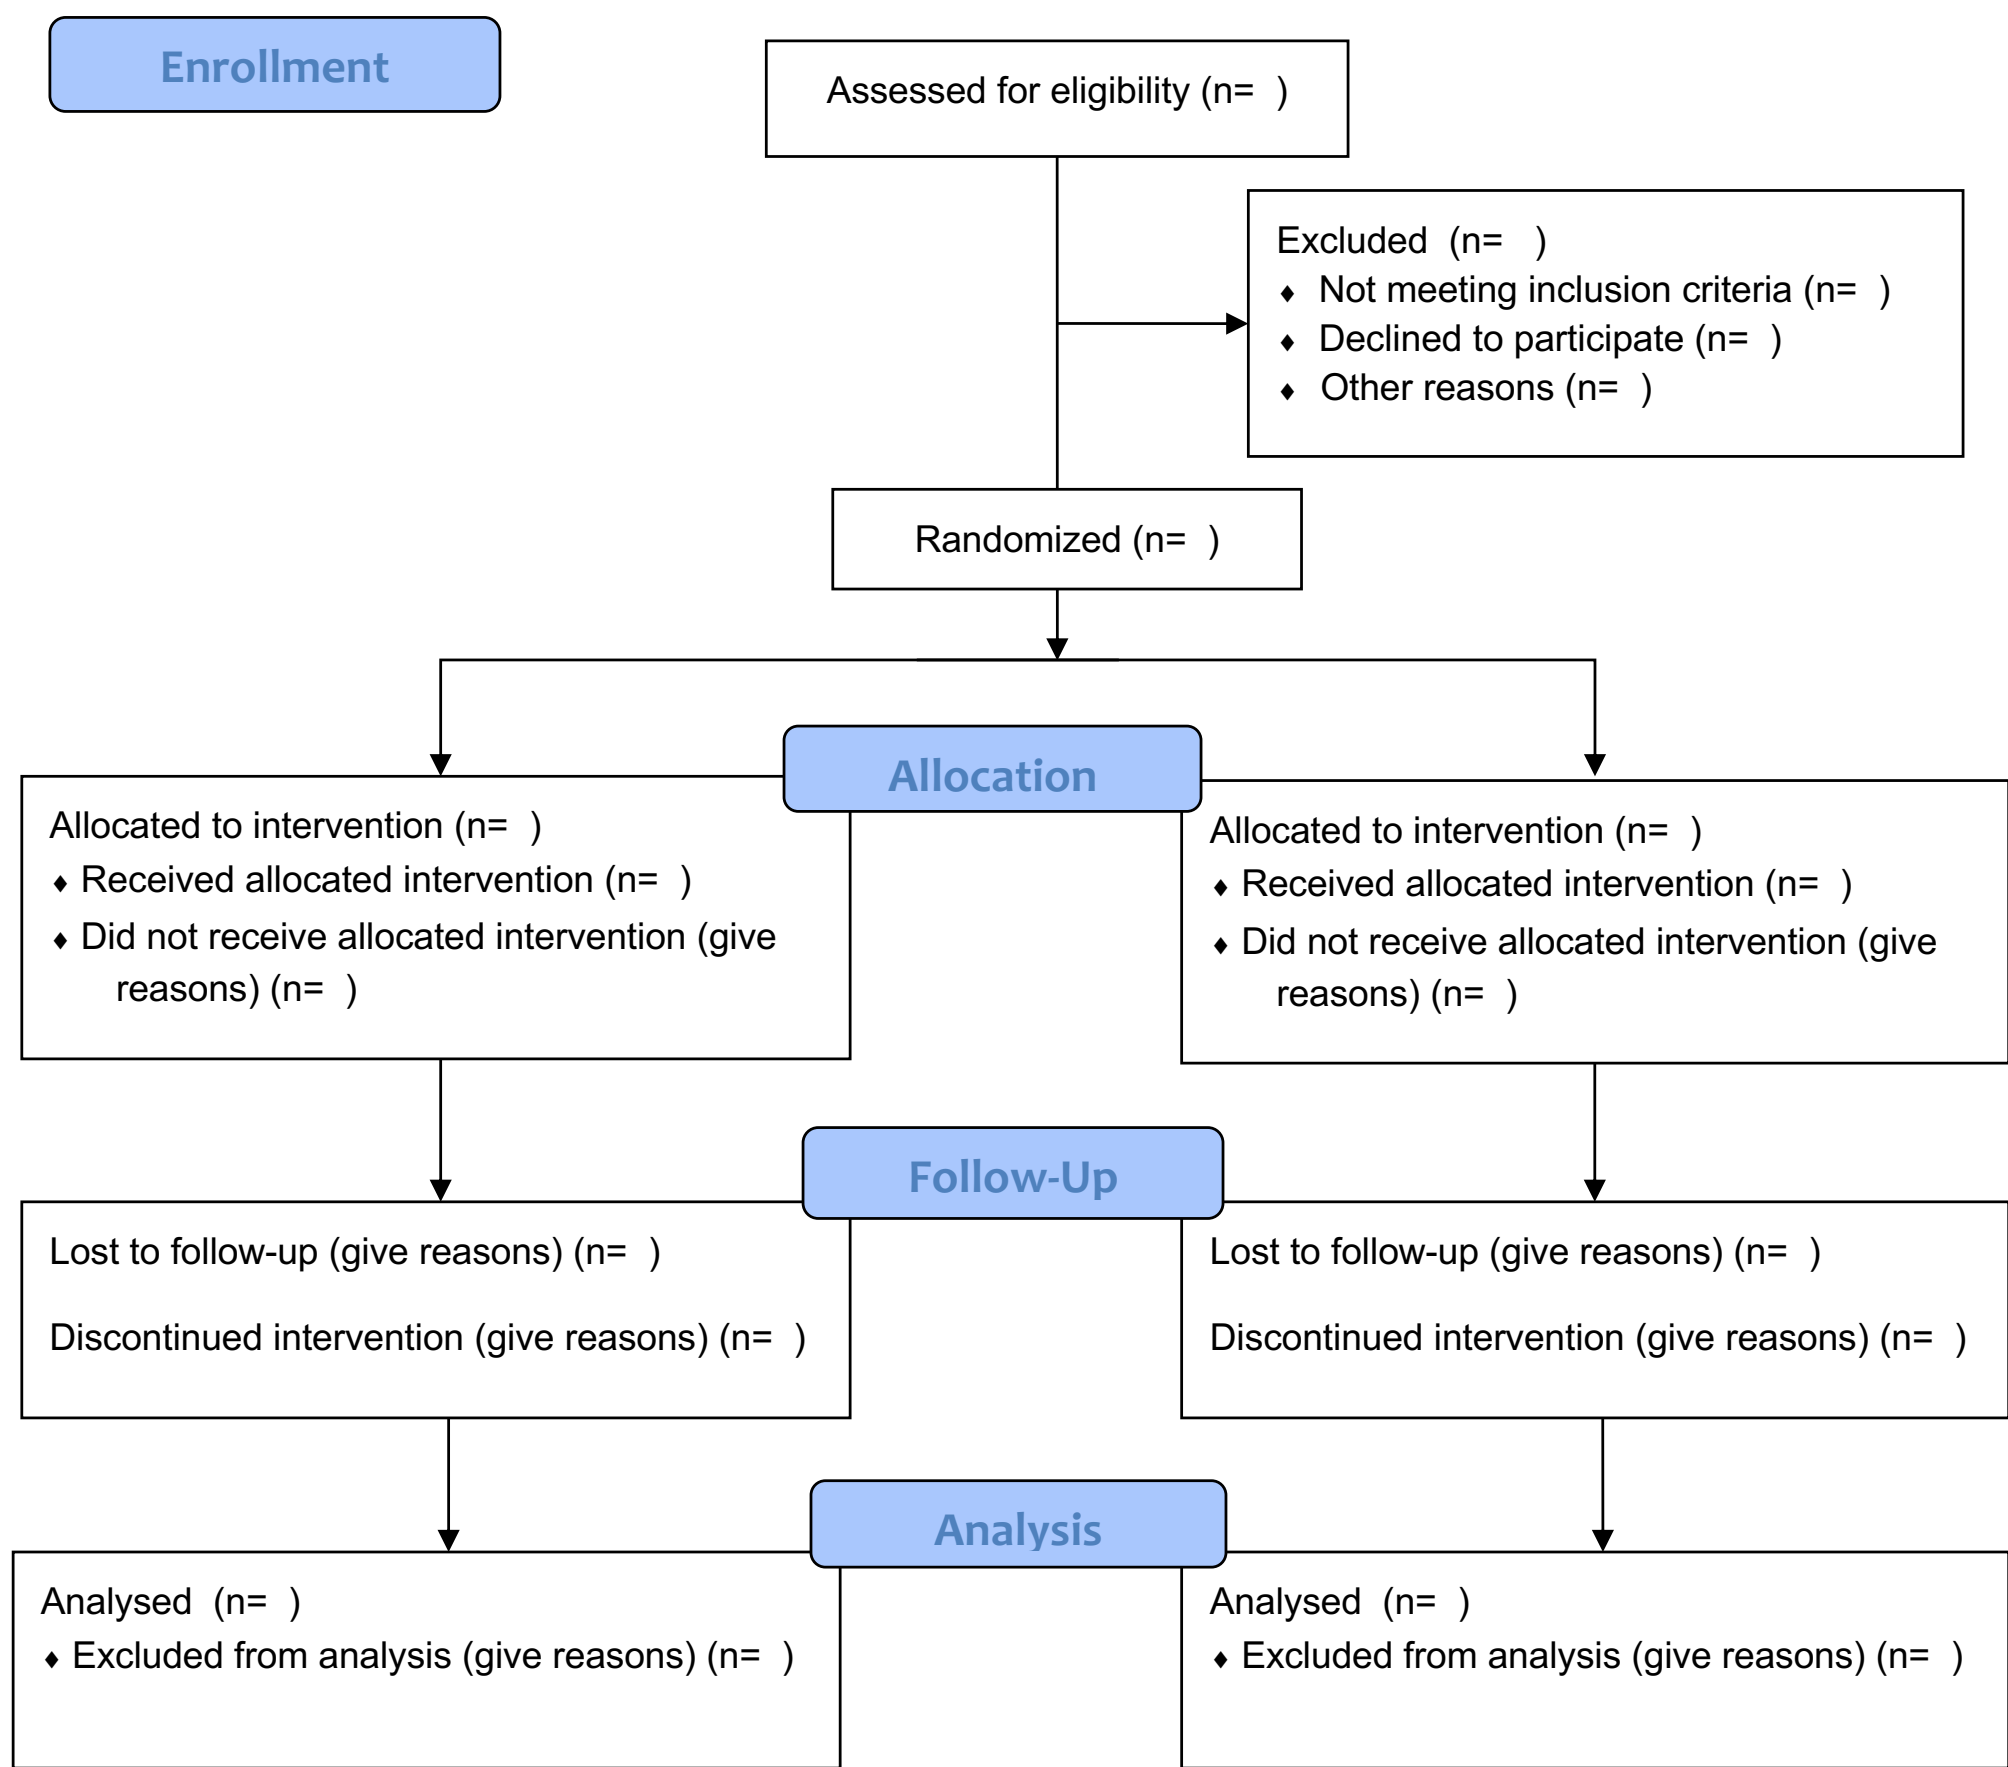 Enrollment
Assessed for eligibility (n=  )
Excluded  (n=   )
♦ Not meeting inclusion criteria (n=  )
♦ Declined to participate (n=  )
♦ Other reasons (n=  )
Randomized (n=  )
Allocation
Allocated to intervention (n=  )
♦ Received allocated intervention (n=  )
♦ Did not receive allocated intervention (give
reasons) (n=  )
Allocated to intervention (n=  )
♦ Received allocated intervention (n=  )
♦ Did not receive allocated intervention (give
reasons) (n=  )
Follow-Up
Lost to follow-up (give reasons) (n=  )
Discontinued intervention (give reasons) (n=  )
Lost to follow-up (give reasons) (n=  )
Discontinued intervention (give reasons) (n=  )
Analysis
Analysed  (n=  )
♦ Excluded from analysis (give reasons) (n=  )
Analysed  (n=  )
♦ Excluded from analysis (give reasons) (n=  )